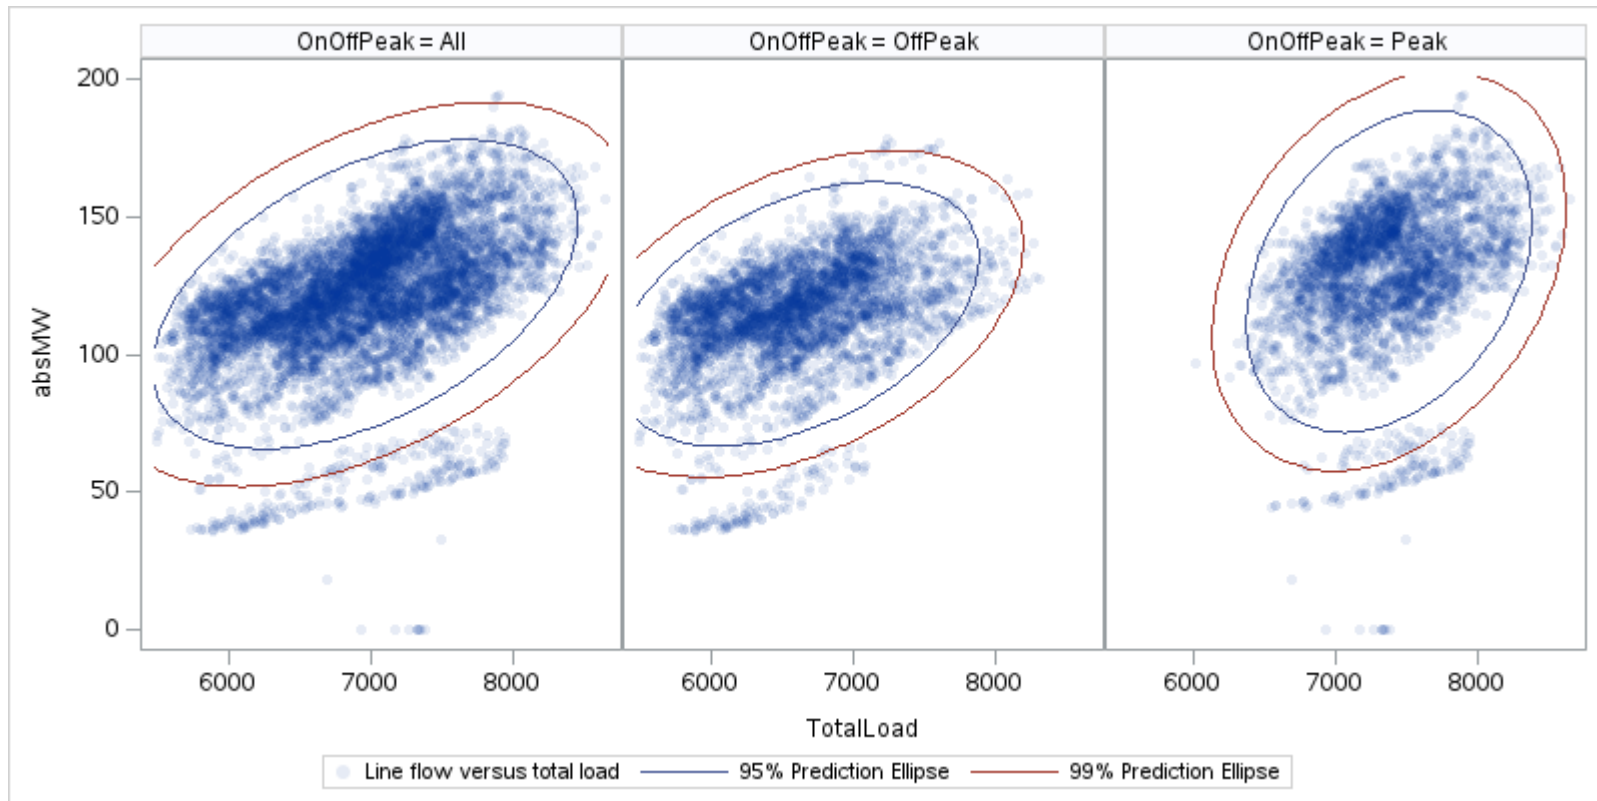 OnOffPeak = All
OnOffPeak = OffPeak
OnOffPeak = Peak
200
150
100
50
0
absMW
6000 7000 8000
6000 7000 8000
6000 7000 8000
TotalLoad
Line flow versus total load
95% Prediction Ellipse
99% Prediction Ellipse